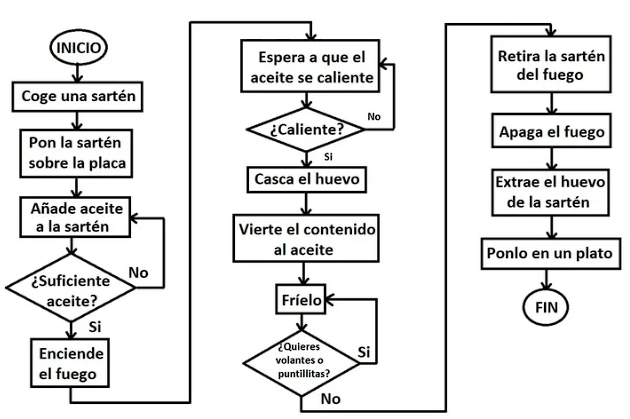 INICIO
Coge una sartén
Pon la sartén
sobre la placa
Añade aceite
a la sartén
¿Suficiente
aceite?
No
Si
Enciende
el fuego
Espera a que el
aceite se caliente
¿Caliente?
No
Si
Casca el huevo
Vierte el contenido
al aceite
Fríelo
¿Quieres
volantes o
puntillitas?
Si
No
Retira la sartén
del fuego
Apaga el fuego
Extrae el huevo
de la sartén
Ponlo en un plato
FIN